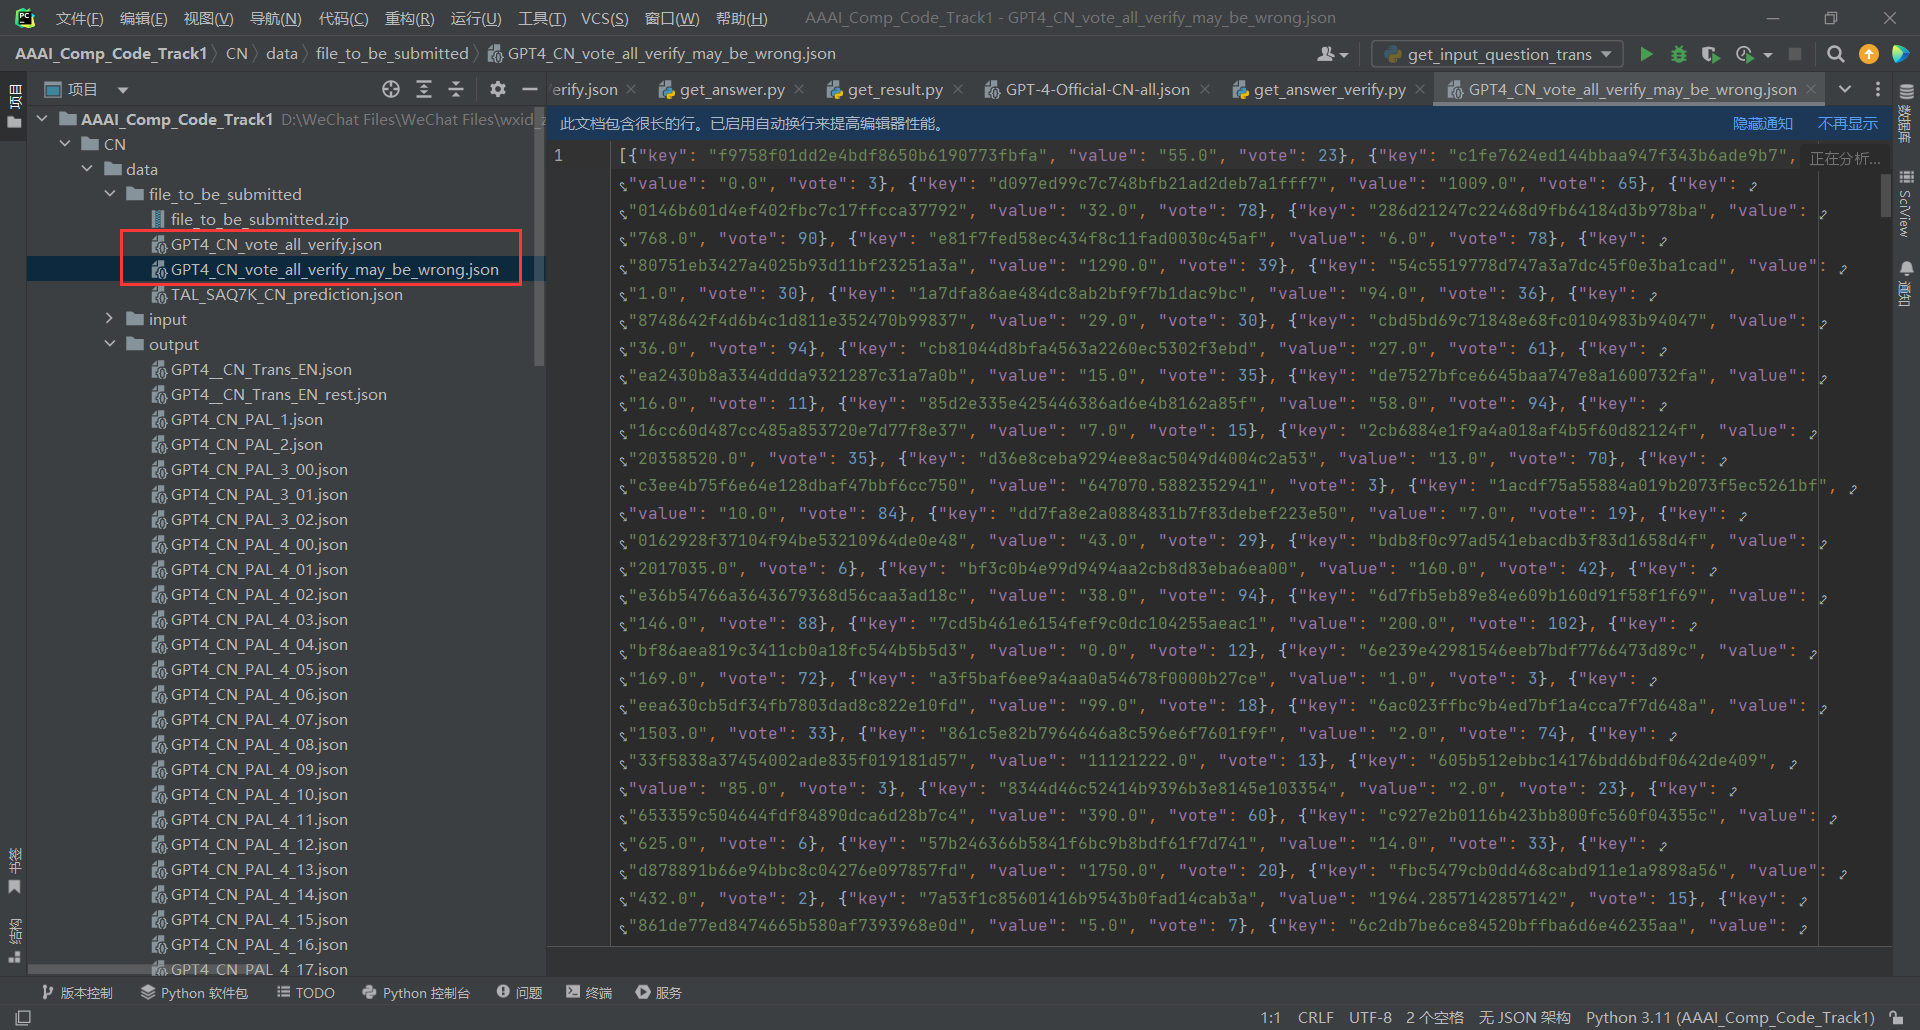 文件(F) 编辑(E) 视图(V) 导航(N) 代码(C) 重构(R) 运行(U) 工具(T) VCS(S) 窗口(W) 帮助(H) AAAI_Comp_Code_Track1 - GPT4_CN_vote_all_verify_may_be_wrong.json
AAAI_Comp_Code_Track1 CN data file_to_be_submitted GPT4_CN_vote_all_verify_may_be_wrong.json get_input_question_trans
项目
erify.json get_answer.py get_result.py GPT-4-Official-CN-all.json get_answer_verify.py GPT4_CN_vote_all_verify_may_be_wrong.json
此文档包含很长的行。已启用自动换行来提高编辑器性能。 隐藏通知 不再显示
项目
AAAI_Comp_Code_Track1 D:\WeChat Files\WeChat Files\wxid_z
CN
data
file_to_be_submitted
file_to_be_submitted.zip
GPT4_CN_vote_all_verify.json
GPT4_CN_vote_all_verify_may_be_wrong.json
TAL_SAQ7K_CN_prediction.json
input
output
GPT4__CN_Trans_EN.json
GPT4__CN_Trans_EN_rest.json
GPT4_CN_PAL_1.json
GPT4_CN_PAL_2.json
GPT4_CN_PAL_3_00.json
GPT4_CN_PAL_3_01.json
GPT4_CN_PAL_3_02.json
GPT4_CN_PAL_4_00.json
GPT4_CN_PAL_4_01.json
GPT4_CN_PAL_4_02.json
GPT4_CN_PAL_4_03.json
GPT4_CN_PAL_4_04.json
GPT4_CN_PAL_4_05.json
GPT4_CN_PAL_4_06.json
GPT4_CN_PAL_4_07.json
GPT4_CN_PAL_4_08.json
GPT4_CN_PAL_4_09.json
GPT4_CN_PAL_4_10.json
GPT4_CN_PAL_4_11.json
GPT4_CN_PAL_4_12.json
GPT4_CN_PAL_4_13.json
GPT4_CN_PAL_4_14.json
GPT4_CN_PAL_4_15.json
GPT4_CN_PAL_4_16.json
GPT4_CN_PAL_4_17.json
书签
结构
1
[{"key": "f9758f01dd2e4bdf8650b6190773fbfa", "value": "55.0", "vote": 23}, {"key": "c1fe7624ed144bbaa947f343b6ade9b7",
正在分析...
"value": "0.0", "vote": 3}, {"key": "d097ed99c7c748bfb21ad2deb7a1fff7", "value": "1009.0", "vote": 65}, {"key":
"0146b601d4ef402fbc7c17ffcca37792", "value": "32.0", "vote": 78}, {"key": "286d21247c22468d9fb64184d3b978ba", "value":
"768.0", "vote": 90}, {"key": "e81f7fed58ec434f8c11fad0030c45af", "value": "6.0", "vote": 78}, {"key":
"80751eb3427a4025b93d11bf23251a3a", "value": "1290.0", "vote": 39}, {"key": "54c5519778d747a3a7dc45f0e3ba1cad", "value":
"1.0", "vote": 30}, {"key": "1a7dfa86ae484dc8ab2bf9f7b1dac9bc", "value": "94.0", "vote": 36}, {"key":
"8748642f4d6b4c1d811e352470b99837", "value": "29.0", "vote": 30}, {"key": "cbd5bd69c71848e68fc0104983b94047", "value":
"36.0", "vote": 94}, {"key": "cb81044d8bfa4563a2260ec5302f3ebd", "value": "27.0", "vote": 61}, {"key":
"ea2430b8a3344ddda9321287c31a7a0b", "value": "15.0", "vote": 35}, {"key": "de7527bfce6645baa747e8a1600732fa", "value":
"16.0", "vote": 11}, {"key": "85d2e335e425446386ad6e4b8162a85f", "value": "58.0", "vote": 94}, {"key":
"16cc60d487cc485a853720e7d77f8e37", "value": "7.0", "vote": 15}, {"key": "2cb6884e1f9a4a018af4b5f60d82124f", "value":
"20358520.0", "vote": 35}, {"key": "d36e8ceba9294ee8ac5049d4004c2a53", "value": "13.0", "vote": 70}, {"key":
"c3ee4b75f6e64e128dbaf47bbf6cc750", "value": "647070.5882352941", "vote": 3}, {"key": "1acdf75a55884a019b2073f5ec5261bf",
"value": "10.0", "vote": 84}, {"key": "dd7fa8e2a0884831b7f83debef223e50", "value": "7.0", "vote": 19}, {"key":
"0162928f37104f94be53210964de0e48", "value": "43.0", "vote": 29}, {"key": "bdb8f0c97ad541ebacdb3f83d1658d4f", "value":
"2017035.0", "vote": 6}, {"key": "bf3c0b4e99d9494aa2cb8d83eba6ea00", "value": "160.0", "vote": 42}, {"key":
"e36b54766a3643679368d56caa3ad18c", "value": "38.0", "vote": 94}, {"key": "6d7fb5eb89e84e609b160d91f58f1f69", "value":
"146.0", "vote": 88}, {"key": "7cd5b461e6154fef9c0dc104255aeac1", "value": "200.0", "vote": 102}, {"key":
"bf86aea819c3411cb0a18fc544b5b5d3", "value": "0.0", "vote": 12}, {"key": "6e239e42981546eeb7bdf7766473d89c", "value":
"169.0", "vote": 72}, {"key": "a3f5baf6ee9a4aa0a54678f0000b27ce", "value": "1.0", "vote": 3}, {"key":
"eea630cb5df34fb7803dad8c822e10fd", "value": "99.0", "vote": 18}, {"key": "6ac023ffbc9b4ed7bf1a4cca7f7d648a", "value":
"1503.0", "vote": 33}, {"key": "861c5e82b7964646a8c596e6f7601f9f", "value": "2.0", "vote": 74}, {"key":
"33f5838a37454002ade835f019181d57", "value": "11121222.0", "vote": 13}, {"key": "605b512ebbc14176bdd6bdf0642de409",
"value": "85.0", "vote": 3}, {"key": "8344d46c52414b9396b3e8145e103354", "value": "2.0", "vote": 23}, {"key":
"653359c504644fdf84890dca6d28b7c4", "value": "390.0", "vote": 60}, {"key": "c927e2b0116b423bb800fc560f04355c", "value":
"625.0", "vote": 6}, {"key": "57b246366b5841f6bc9b8bdf61f7d741", "value": "14.0", "vote": 33}, {"key":
"d878891b66e94bbc8c04276e097857fd", "value": "1750.0", "vote": 20}, {"key": "fbc5479cb0dd468cabd911e1a9898a56", "value":
"432.0", "vote": 2}, {"key": "7a53f1c85601416b9543b0fad14cab3a", "value": "1964.2857142857142", "vote": 15}, {"key":
"861de77ed8474665b580af7393968e0d", "value": "5.0", "vote": 7}, {"key": "6c2db7be6ce84520bffba6d6e46235aa", "value":
数据库
SciView
通知
版本控制 Python 软件包 TODO Python 控制台 问题 终端 服务
1:1 CRLF UTF-8 2 个空格 无 JSON 架构 Python 3.11 (AAAI_Comp_Code_Track1)